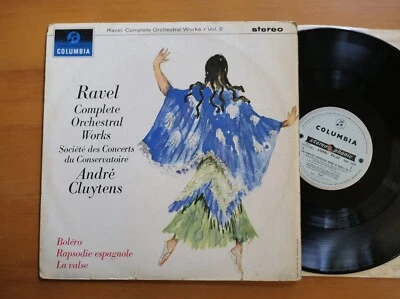 COLUMBIA
Ravel: Complete Orchestral Works • Vol. 2
stereo
Ravel
Complete
Orchestral
Works
Société des Concerts
du Conservatoire
André
Cluytens
Boléro
Rapsodie espagnole
La valse
COLUMBIA